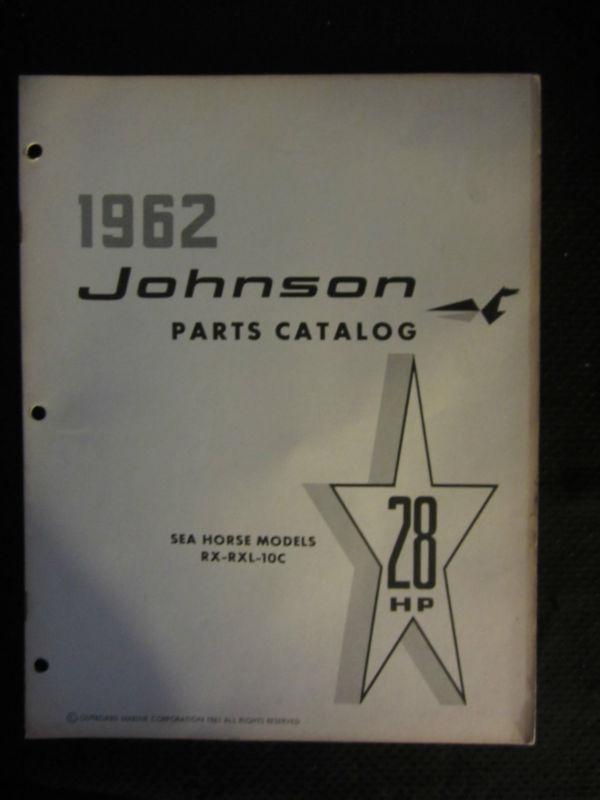 1962
Johnson
PARTS CATALOG
SEA HORSE MODELS
RX-RXL-10C
28
HP
© OUTBOARD MARINE CORPORATION 1961 ALL RIGHTS RESERVED